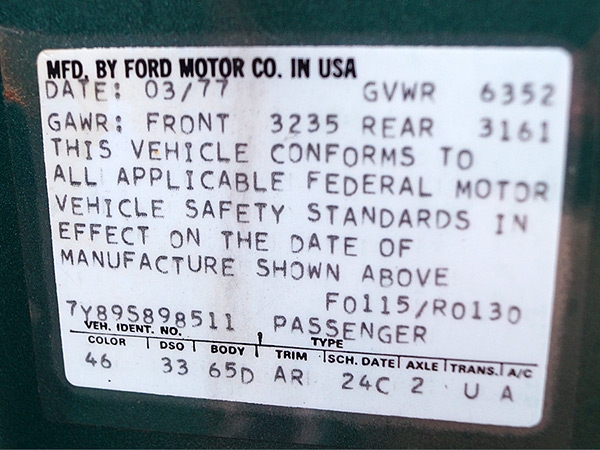 MFD. BY FORD MOTOR CO. IN USA
DATE: 03/77 GVWR 6352
GAWR: FRONT 3235 REAR 3161
THIS VEHICLE CONFORMS TO
ALL APPLICABLE FEDERAL MOTOR
VEHICLE SAFETY STANDARDS IN
EFFECT ON THE DATE OF
MANUFACTURE SHOWN ABOVE
F0115/R0130
7Y89S898511 PASSENGER
VEH. IDENT. NO. TYPE
COLOR DSO BODY TRIM SCH. DATE AXLE TRANS. A/C
46 33 65D AR 24C 2 U A